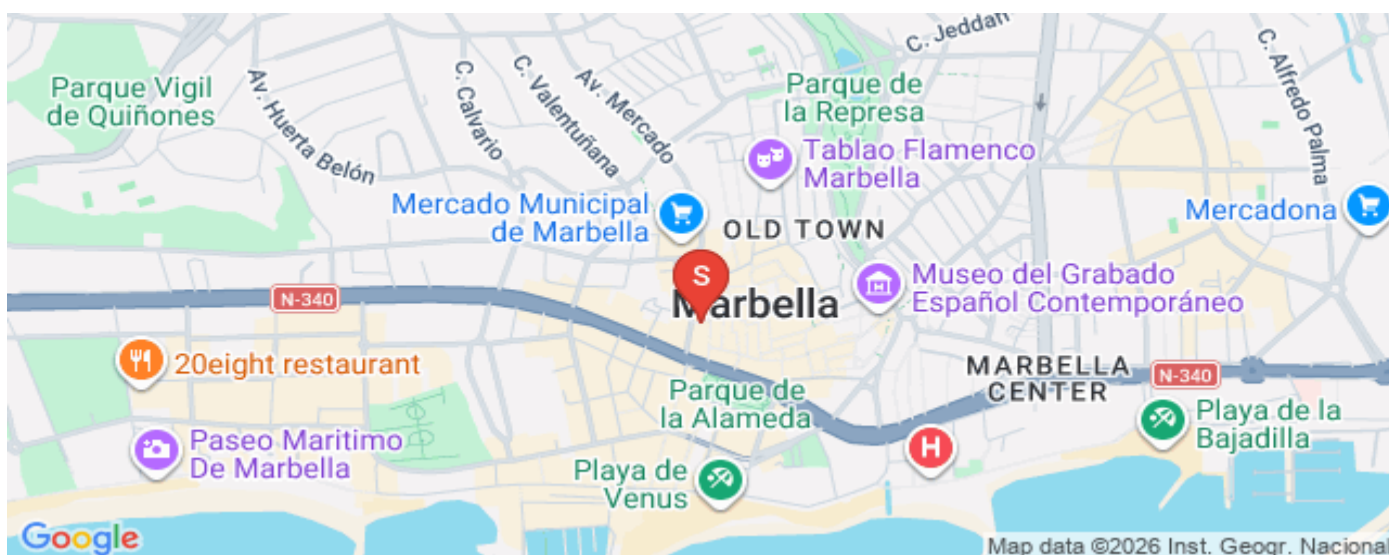 C. Jeddah
C. Alfredo Palma
Parque Vigil
de Quiñones
Av. Huerta Belón
C. Calvario
C. Valentuñana
Av. Mercado
Parque de
la Represa
Tablao Flamenco
Marbella
Mercado Municipal
de Marbella
OLD TOWN
Mercadona
S
Marbella
Museo del Grabado
Español Contemporáneo
N-340
20eight restaurant
MARBELLA
CENTER
N-340
Parque de
la Alameda
Playa de la
Bajadilla
Paseo Maritimo
De Marbella
H
Playa de
Venus
Google
Map data ©2026 Inst. Geogr. Nacional